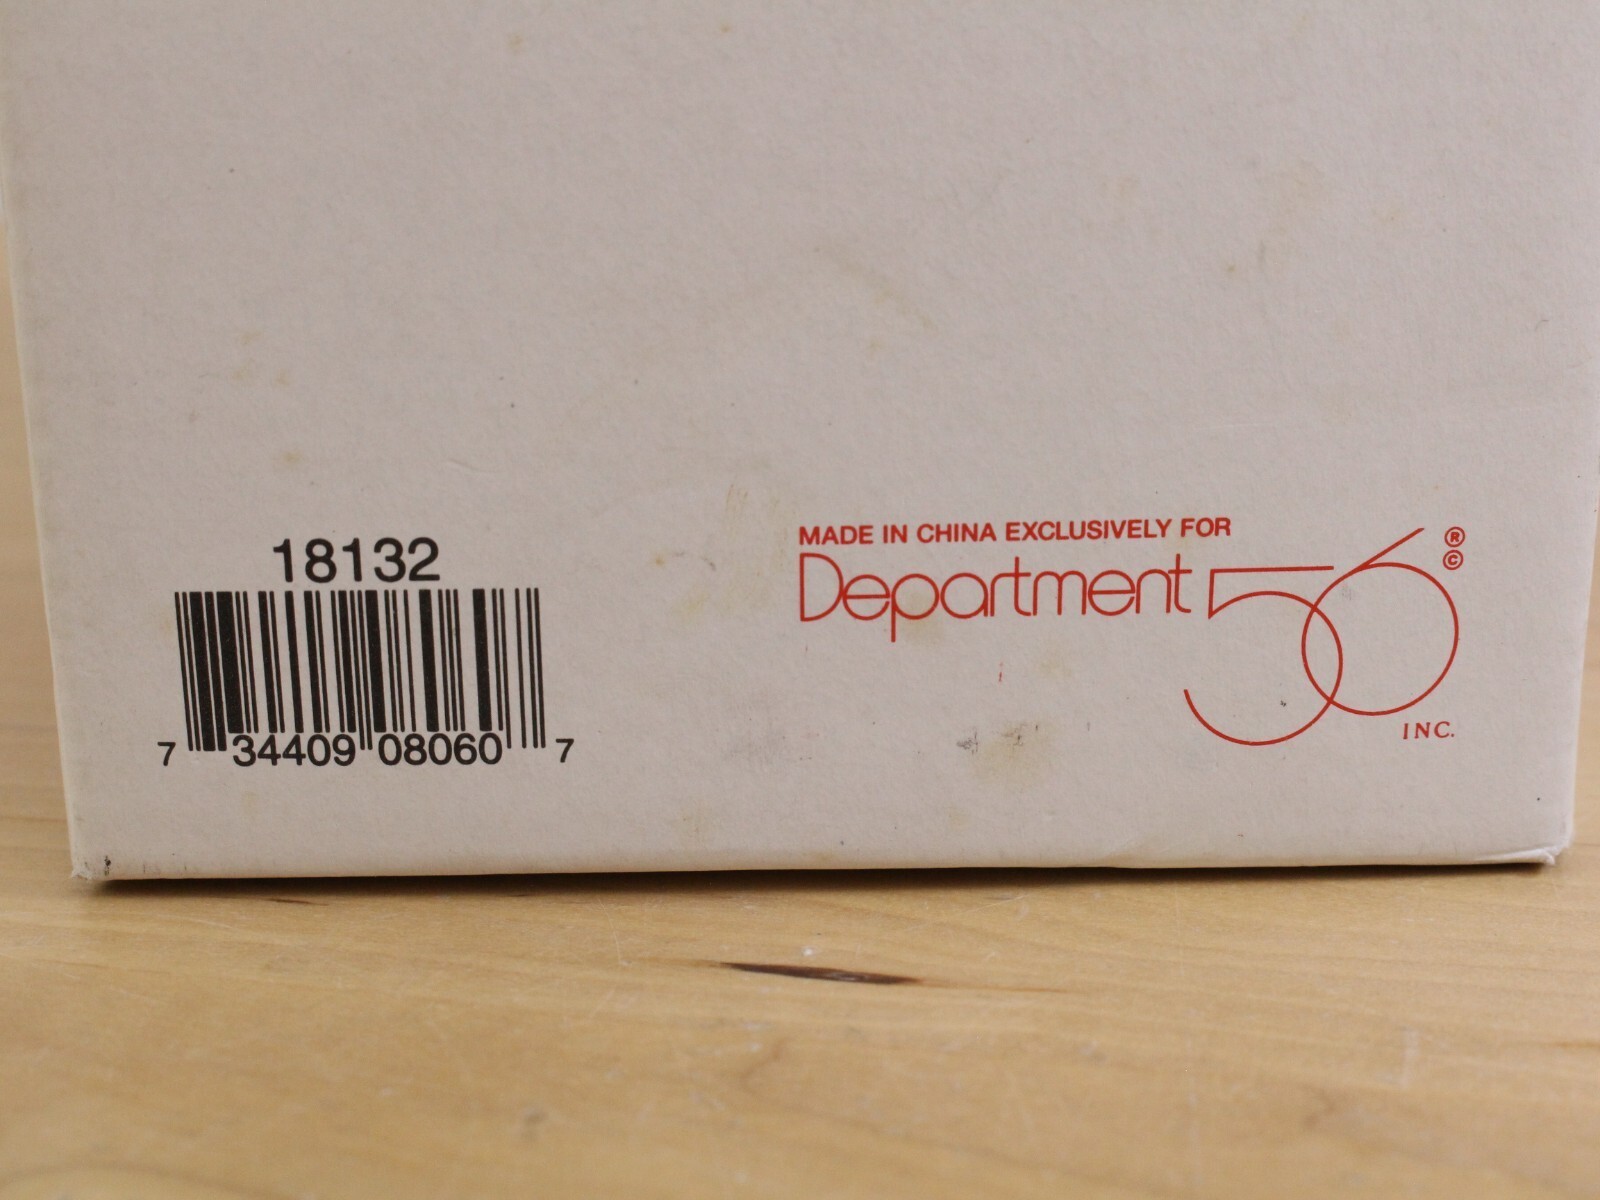 18132
7 34409 08060 7
MADE IN CHINA EXCLUSIVELY FOR
Department 56 ® ©
INC.